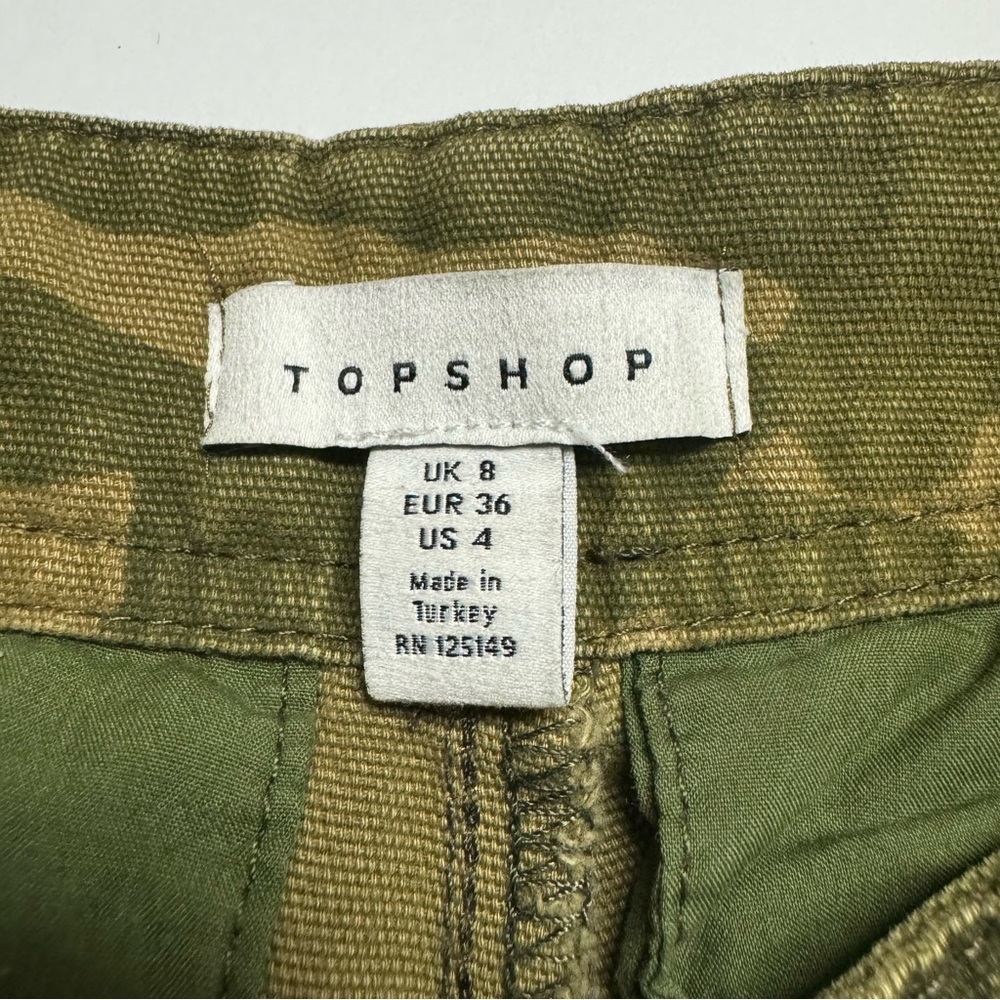 TOPSHOP
UK 8
EUR 36
US 4
Made in
Turkey
RN 125149